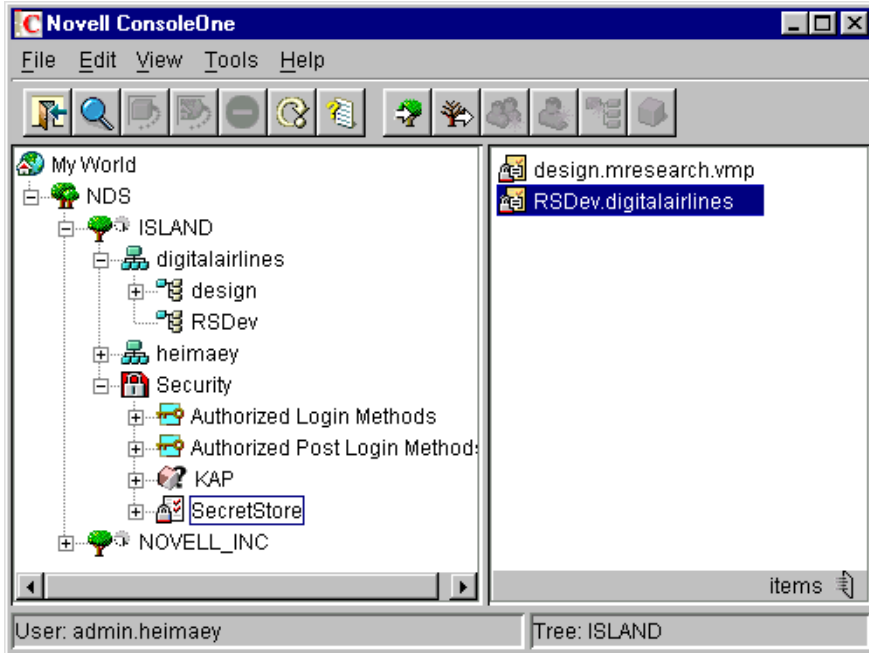 Novell ConsoleOne
File Edit View Tools Help
My World
NDS
ISLAND
digitalairlines
design
RSDev
heimaey
Security
Authorized Login Methods
Authorized Post Login Method
KAP
SecretStore
NOVELL_INC
design.mresearch.vmp
RSDev.digitalairlines
items
User: admin.heimaey
Tree: ISLAND